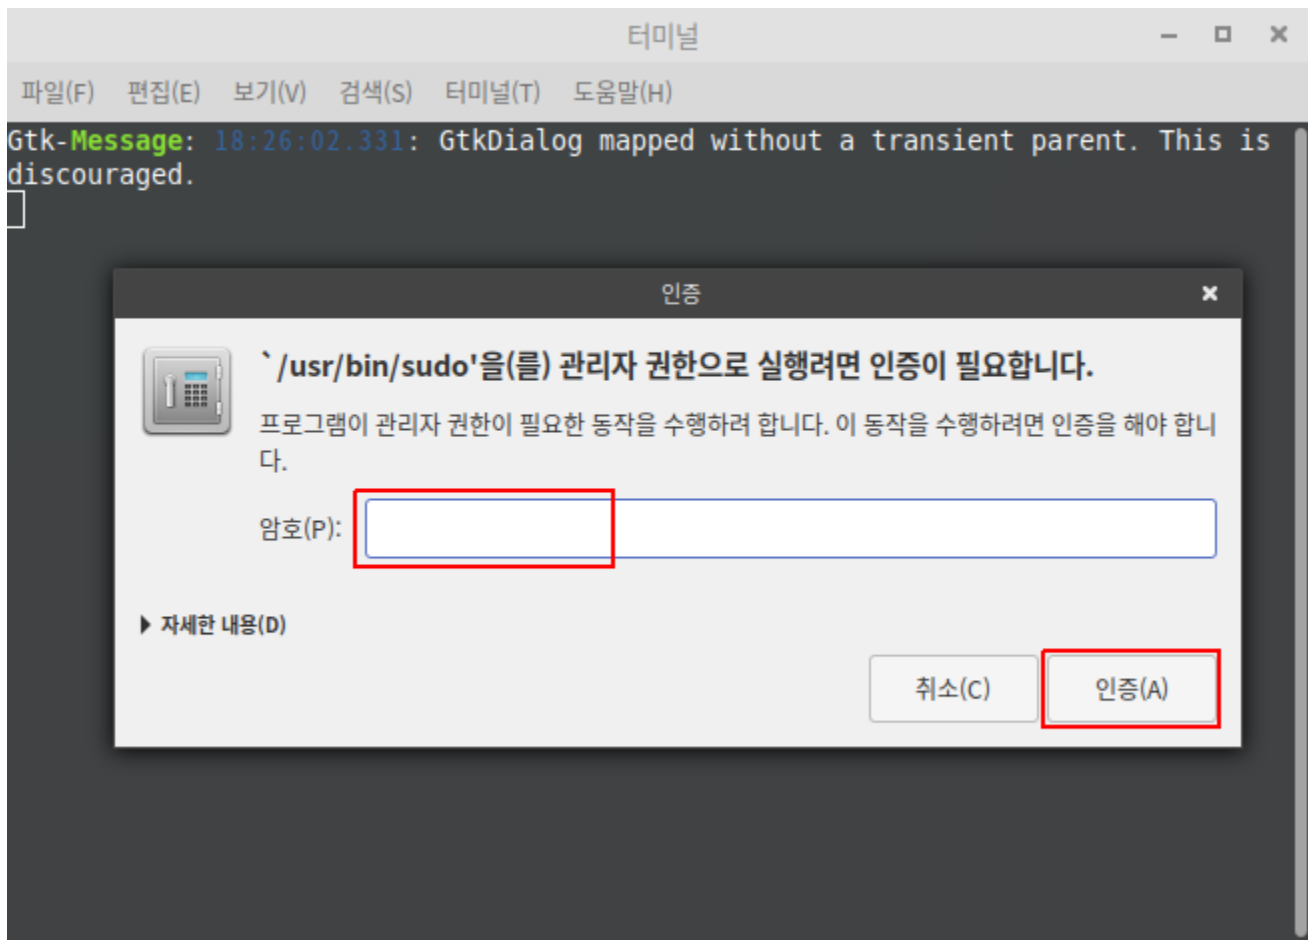 터미널
파일(F) 편집(E) 보기(V) 검색(S) 터미널(T) 도움말(H)
Gtk-Message: 18:26:02.331: GtkDialog mapped without a transient parent. This is
discouraged.
인증
`/usr/bin/sudo'을(를) 관리자 권한으로 실행려면 인증이 필요합니다.
프로그램이 관리자 권한이 필요한 동작을 수행하려 합니다. 이 동작을 수행하려면 인증을 해야 합니
다.
암호(P):
자세한 내용(D)
취소(C) 인증(A)